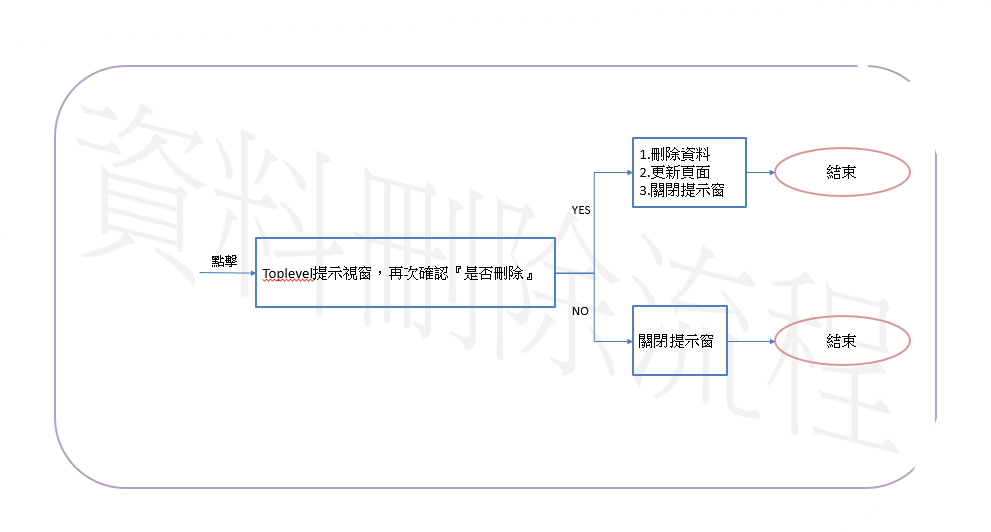 資料刪除流程
點擊
Toplevel提示視窗，再次確認『是否刪除』
YES
1.刪除資料
2.更新頁面
3.關閉提示窗
結束
NO
關閉提示窗
結束